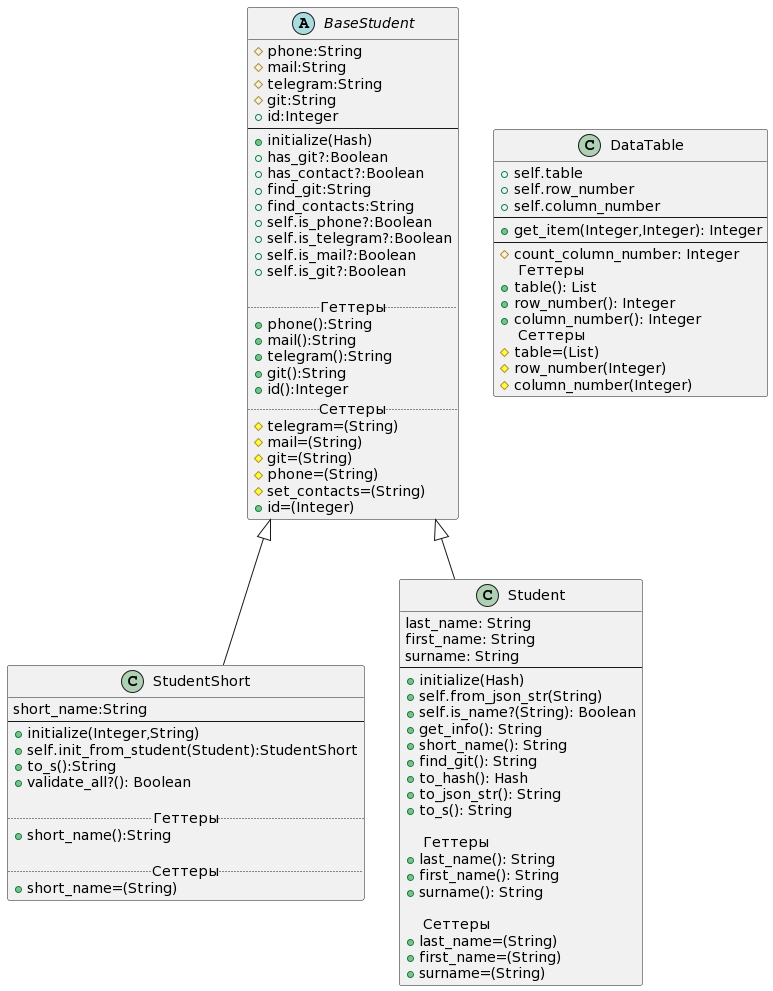 A BaseStudent
phone:String
mail:String
telegram:String
git:String
id:Integer
initialize(Hash)
has_git?:Boolean
has_contact?:Boolean
find_git:String
find_contacts:String
self.is_phone?:Boolean
self.is_telegram?:Boolean
self.is_mail?:Boolean
self.is_git?:Boolean
Геттеры
phone():String
mail():String
telegram():String
git():String
id():Integer
Сеттеры
telegram=(String)
mail=(String)
git=(String)
phone=(String)
set_contacts=(String)
id=(Integer)
C DataTable
self.table
self.row_number
self.column_number
get_item(Integer,Integer): Integer
count_column_number: Integer
Геттеры
table(): List
row_number(): Integer
column_number(): Integer
Сеттеры
table=(List)
row_number(Integer)
column_number(Integer)
C StudentShort
short_name:String
initialize(Integer,String)
self.init_from_student(Student):StudentShort
to_s():String
validate_all?(): Boolean
Геттеры
short_name():String
Сеттеры
short_name=(String)
C Student
last_name: String
first_name: String
surname: String
initialize(Hash)
self.from_json_str(String)
self.is_name?(String): Boolean
get_info(): String
short_name(): String
find_git(): String
to_hash(): Hash
to_json_str(): String
to_s(): String
Геттеры
last_name(): String
first_name(): String
surname(): String
Сеттеры
last_name=(String)
first_name=(String)
surname=(String)